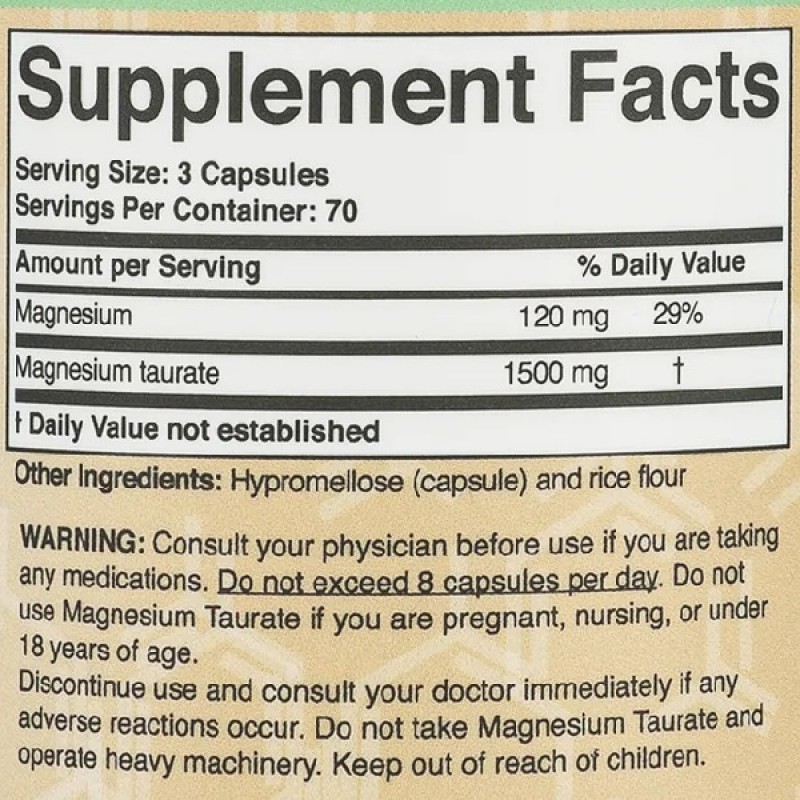 Supplement Facts
Serving Size: 3 Capsules
Servings Per Container: 70
Amount per Serving % Daily Value
Magnesium 120 mg 29%
Magnesium taurate 1500 mg †
† Daily Value not established
Other Ingredients: Hypromellose (capsule) and rice flour
WARNING: Consult your physician before use if you are taking
any medications. Do not exceed 8 capsules per day. Do not
use Magnesium Taurate if you are pregnant, nursing, or under
18 years of age.
Discontinue use and consult your doctor immediately if any
adverse reactions occur. Do not take Magnesium Taurate and
operate heavy machinery. Keep out of reach of children.